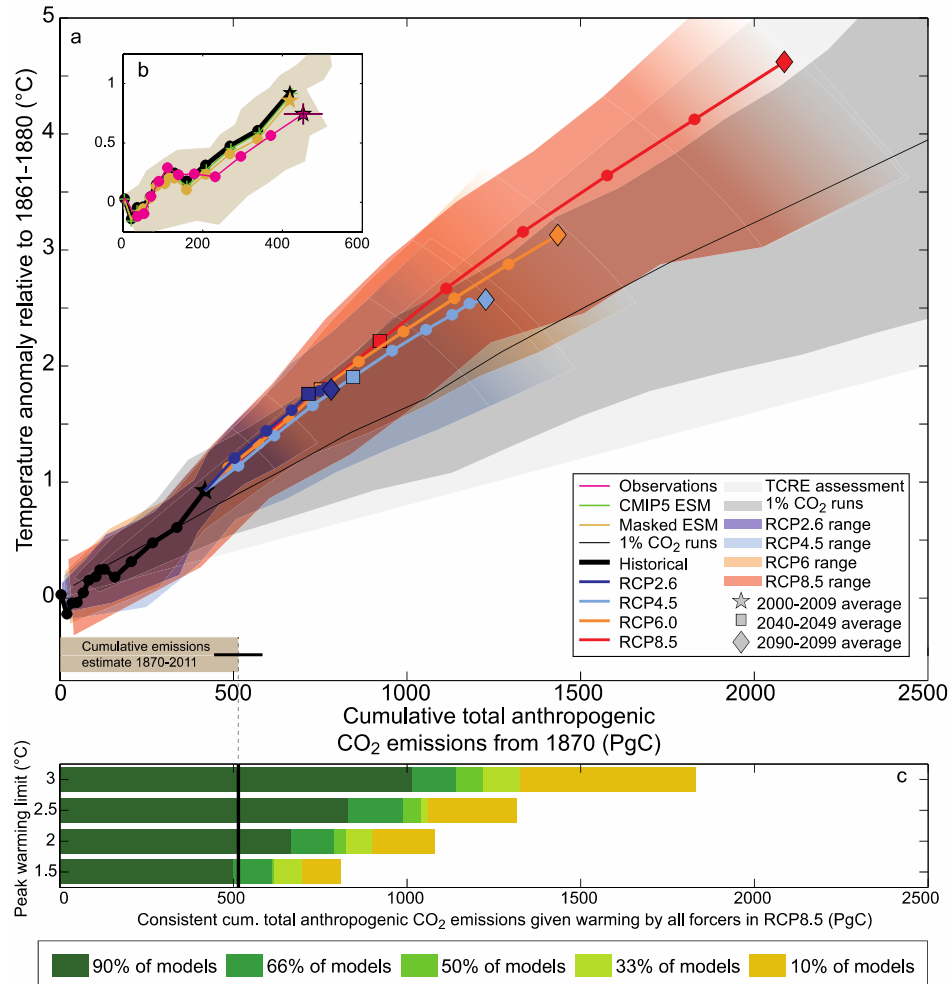 a
b
5
4
3
2
1
0
Temperature anomaly relative to 1861-1880 (°C)
1
0.5
0
0
200
400
600
Observations
CMIP5 ESM
Masked ESM
1% CO2 runs
Historical
RCP2.6
RCP4.5
RCP6.0
RCP8.5
TCRE assessment
1% CO2 runs
RCP2.6 range
RCP4.5 range
RCP6 range
RCP8.5 range
2000-2009 average
2040-2049 average
2090-2099 average
Cumulative emissions
estimate 1870-2011
0
500
1000
1500
2000
2500
Cumulative total anthropogenic
CO2 emissions from 1870 (PgC)
c
Peak warming limit (°C)
3
2.5
2
1.5
0
500
1000
1500
2000
2500
Consistent cum. total anthropogenic CO2 emissions given warming by all forcers in RCP8.5 (PgC)
90% of models
66% of models
50% of models
33% of models
10% of models